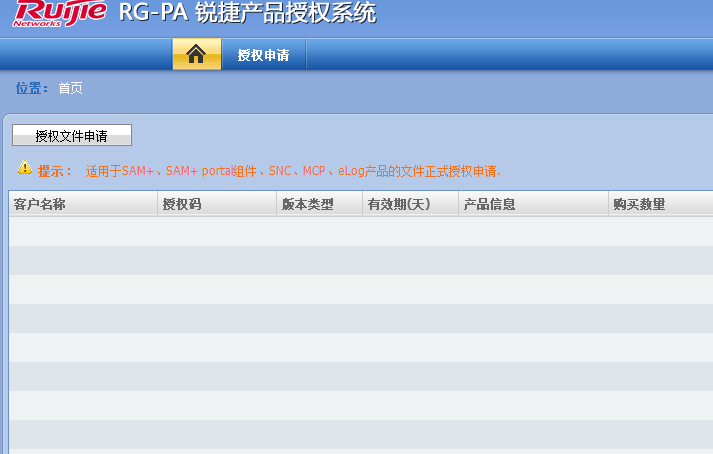 Ruijie
Networks
RG-PA 锐捷产品授权系统
授权申请
位置： 首页
授权文件申请
提示： 适用于SAM+、SAM+ portal组件、SNC、MCP、eLog产品的文件正式授权申请.
客户名称 授权码 版本类型 有效期(天) 产品信息 购买数量